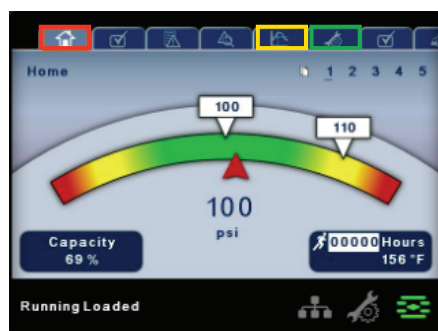 Home 1 2 3 4 5
100
110
100
psi
Capacity
69 %
00000 Hours
156 °F
Running Loaded